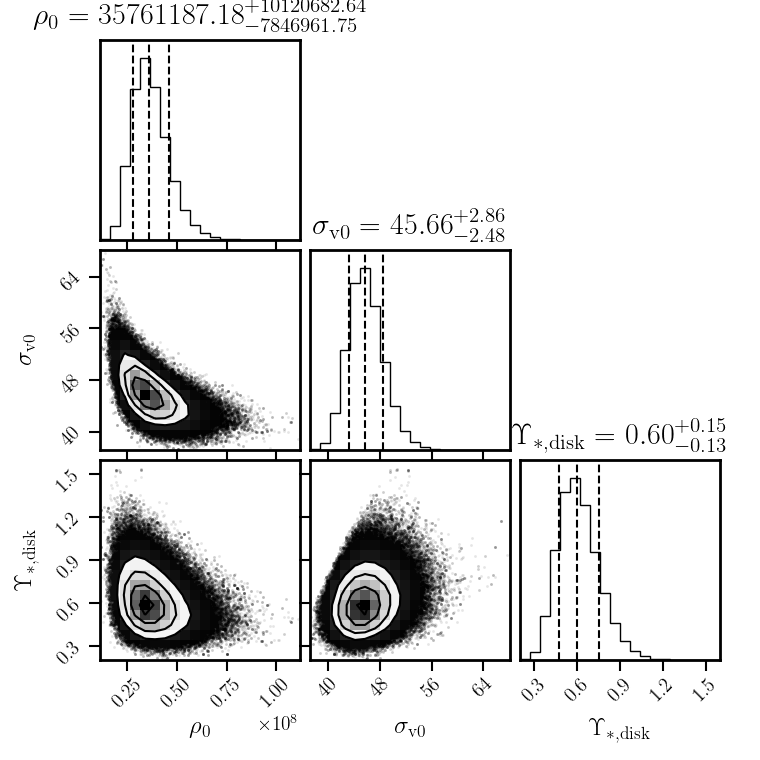 ρ₀ = 35761187.18⁺¹⁰¹²⁰⁶⁸²·⁶⁴₋₇₈₄₆₉₆₁.₇₅
σᵥ₀ = 45.66⁺²·⁸⁶₋₂.₄₈
64
56
48
40
σᵥ₀
ϒ∗,disk = 0.60⁺⁰·¹⁵₋₀.₁₃
1.5
1.2
0.9
0.6
0.3
ϒ∗,disk
0.25 0.50 0.75 1.00
×10⁸
ρ₀
40 48 56 64
σᵥ₀
0.3 0.6 0.9 1.2 1.5
ϒ∗,disk